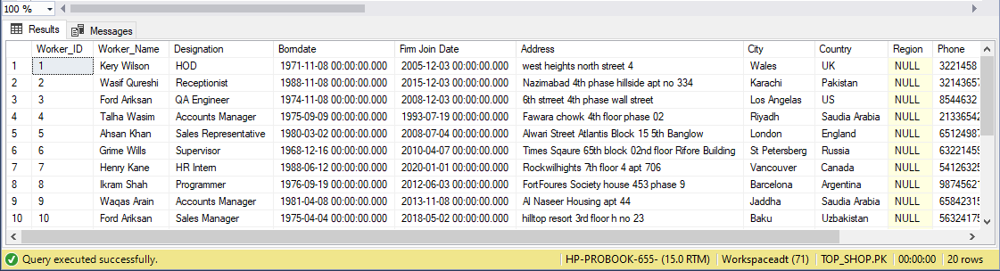 100 %
Results Messages
Worker_ID Worker_Name Designation Borndate Firm Join Date Address City Country Region Phone
1 1 Kery Wilson HOD 1971-11-08 00:00:00.000 2005-12-03 00:00:00.000 west heights north street 4 Wales UK NULL 3221458
2 2 Wasif Qureshi Receptionist 1988-11-08 00:00:00.000 2015-12-03 00:00:00.000 Nazimabad 4th phase hillside apt no 334 Karachi Pakistan NULL 32143657
3 3 Ford Ariksan QA Engineer 1974-11-08 00:00:00.000 2008-12-03 00:00:00.000 6th strreet 4th phase wall street Los Angelas US NULL 8544632
4 4 Talha Wasim Accounts Manager 1975-09-09 00:00:00.000 1993-07-19 00:00:00.000 Fawara chowk 4th floor phase 02 Riyadh Saudia Arabia NULL 21336542
5 5 Ahsan Khan Sales Representative 1980-03-02 00:00:00.000 2008-07-04 00:00:00.000 Alwari Street Atlantis Block 15 5th Banglow London England NULL 65124987
6 6 Grime Wills Supervisor 1968-12-16 00:00:00.000 2010-04-07 00:00:00.000 Times Sqaure 65th block 02nd floor Rifore Building St Petersberg Russia NULL 63221459
7 7 Henry Kane HR Intern 1988-06-12 00:00:00.000 2020-01-01 00:00:00.000 Rockwilhights 7th floor 4 apt 706 Vancouver Canada NULL 54126325
8 8 Ikram Shah Programmer 1976-09-19 00:00:00.000 2012-06-03 00:00:00.000 FortFoures Society house 453 phase 9 Barcelona Argentina NULL 98745621
9 9 Waqas Arain Accounts Manager 1981-04-08 00:00:00.000 2013-11-08 00:00:00.000 Al Naseer Housing apt 44 Jaddha Saudia Arabia NULL 65842315
10 10 Ford Ariksan Sales Manager 1975-04-04 00:00:00.000 2018-05-02 00:00:00.000 hilltop resort 3rd floor h no 23 Baku Uzbakistan NULL 56324175
Query executed successfully. HP-PROBOOK-655- (15.0 RTM) Workspaceadt (71) TOP_SHOP.PK 00:00:00 20 rows